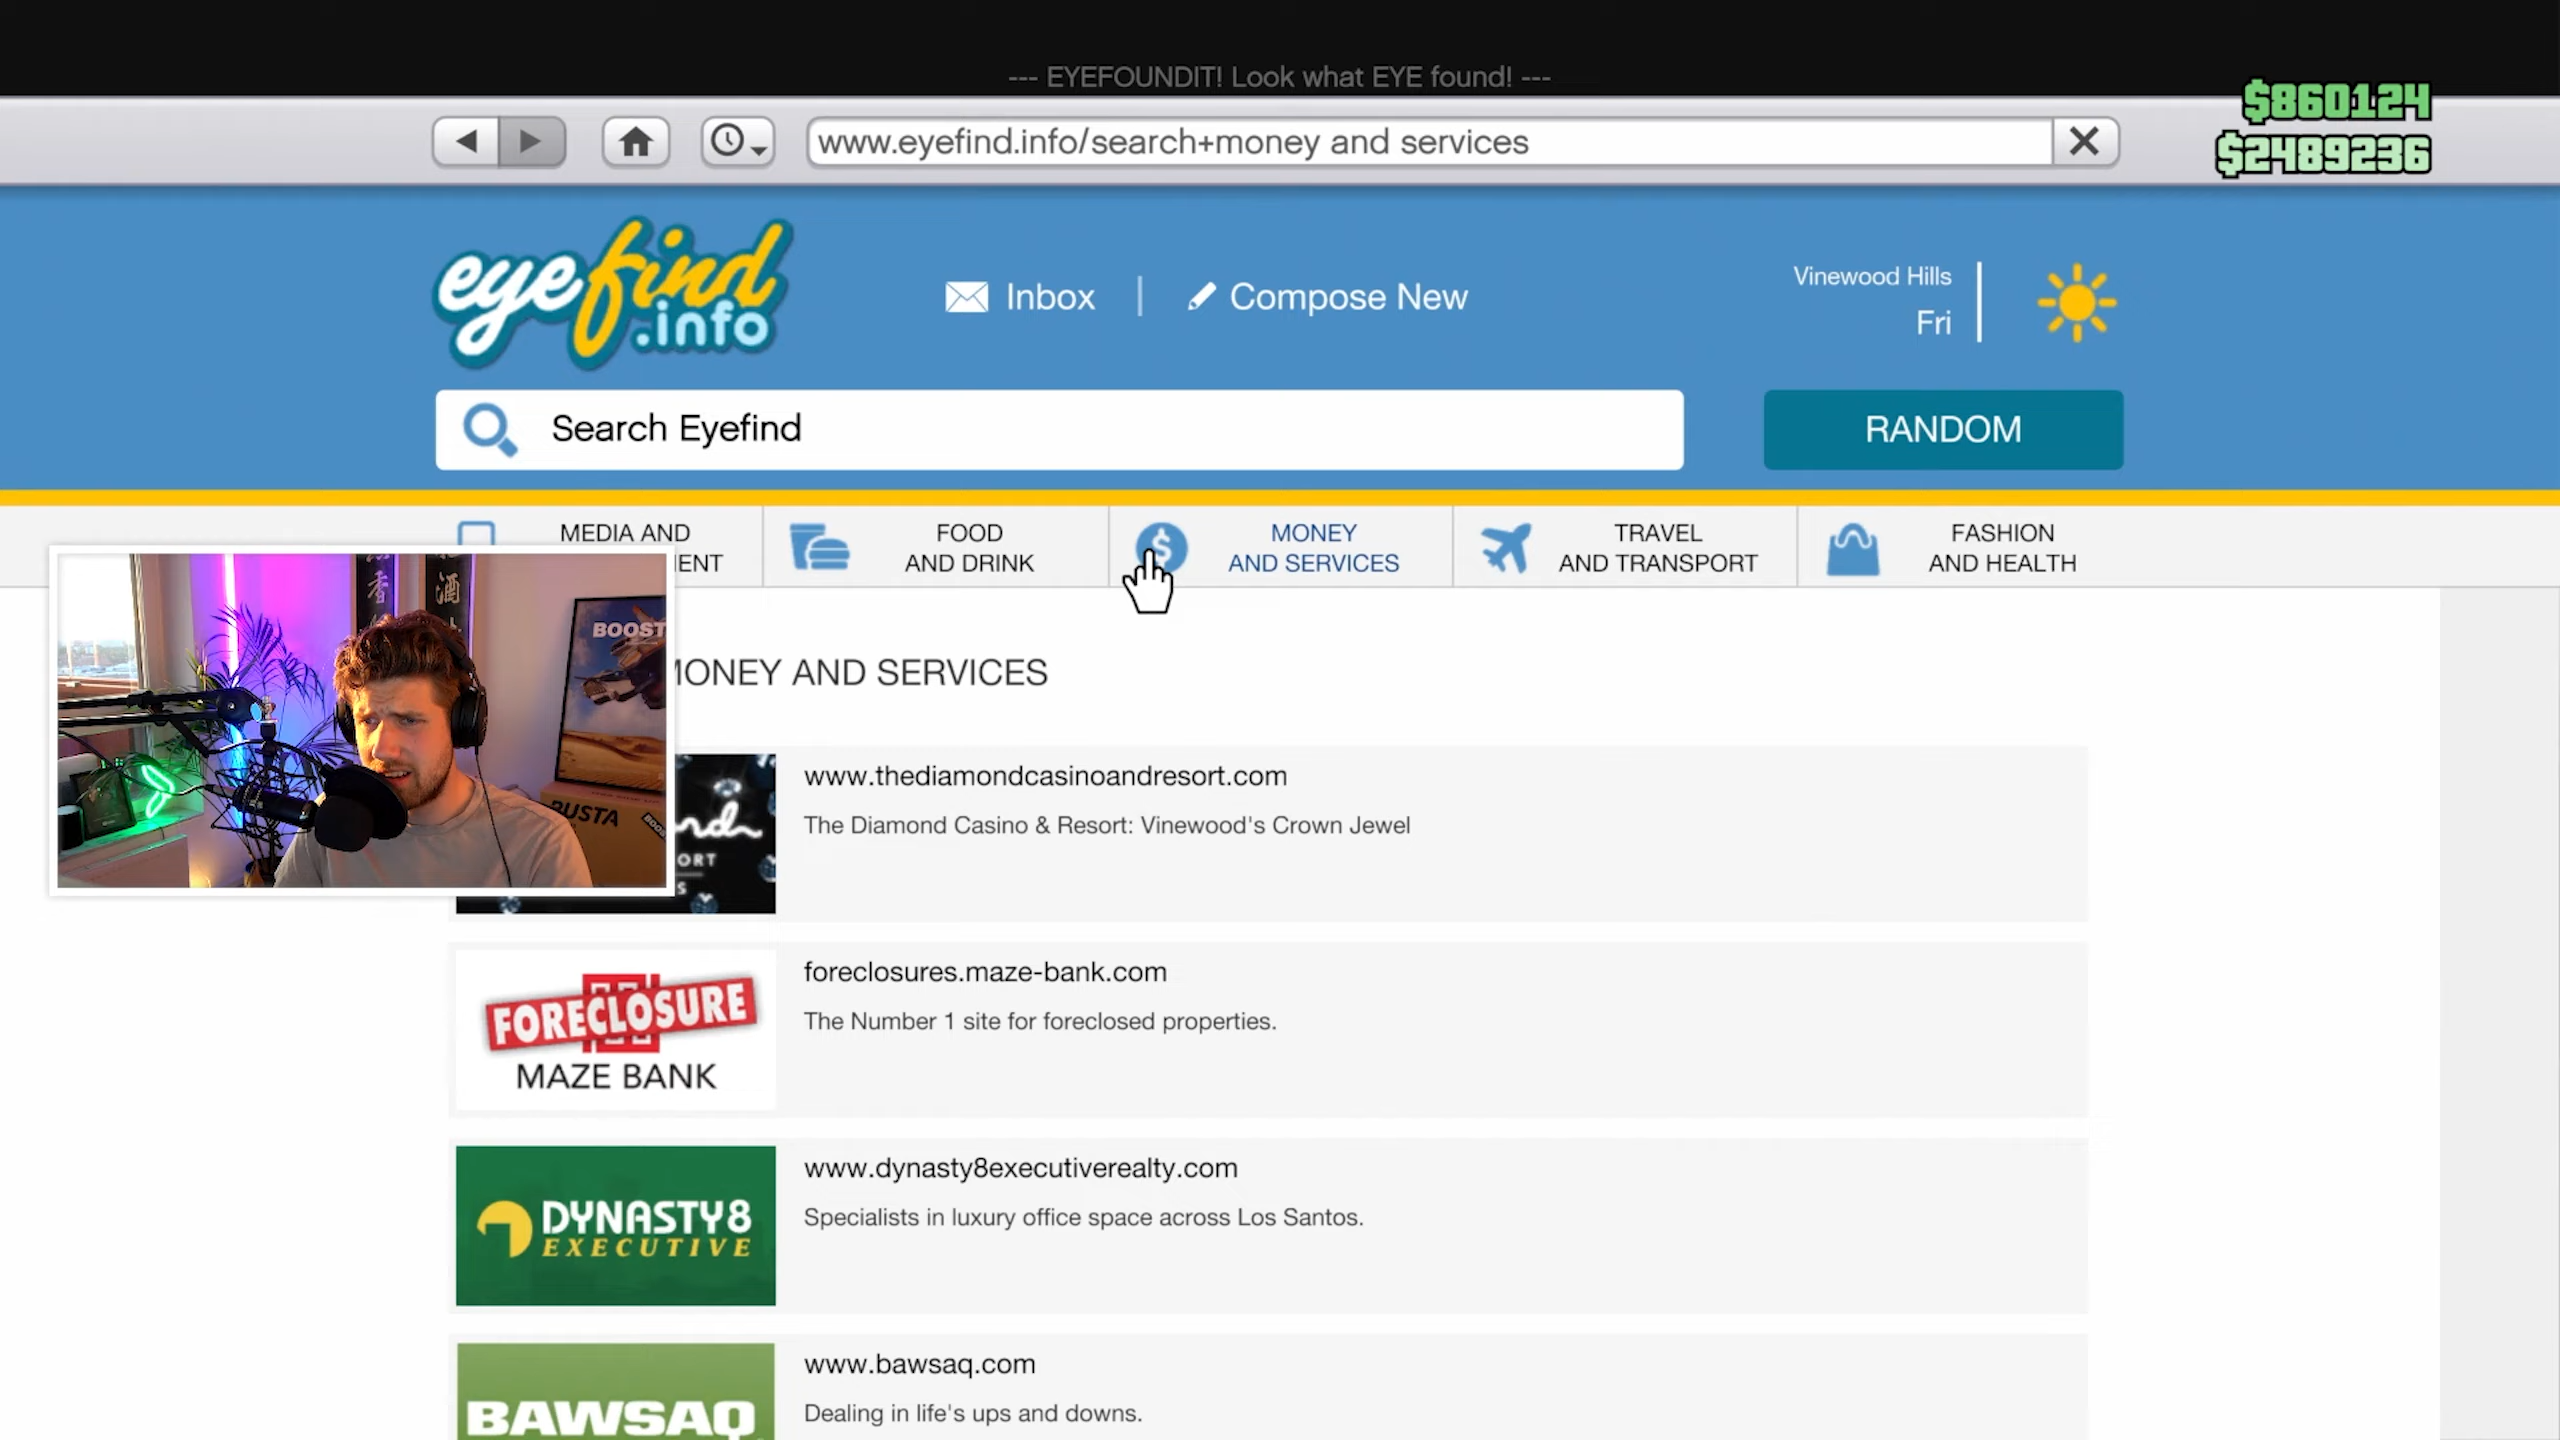 --- EYEFOUNDIT! Look what EYE found! ---
$860124
www.eyefind.info/search+money and services
$2489236
eyefind
.info
Inbox
Compose New
Vinewood Hills
Fri
Search Eyefind
RANDOM
MEDIA AND
FOOD
AND DRINK
MONEY
AND SERVICES
TRAVEL
AND TRANSPORT
FASHION
AND HEALTH
香
酒
BOOST
BUSTA
MONEY AND SERVICES
www.thediamondcasinoandresort.com
The Diamond Casino & Resort: Vinewood's Crown Jewel
FORECLOSURE
MAZE BANK
foreclosures.maze-bank.com
The Number 1 site for foreclosed properties.
DYNASTY8
EXECUTIVE
www.dynasty8executiverealty.com
Specialists in luxury office space across Los Santos.
BAWSAQ
www.bawsaq.com
Dealing in life's ups and downs.